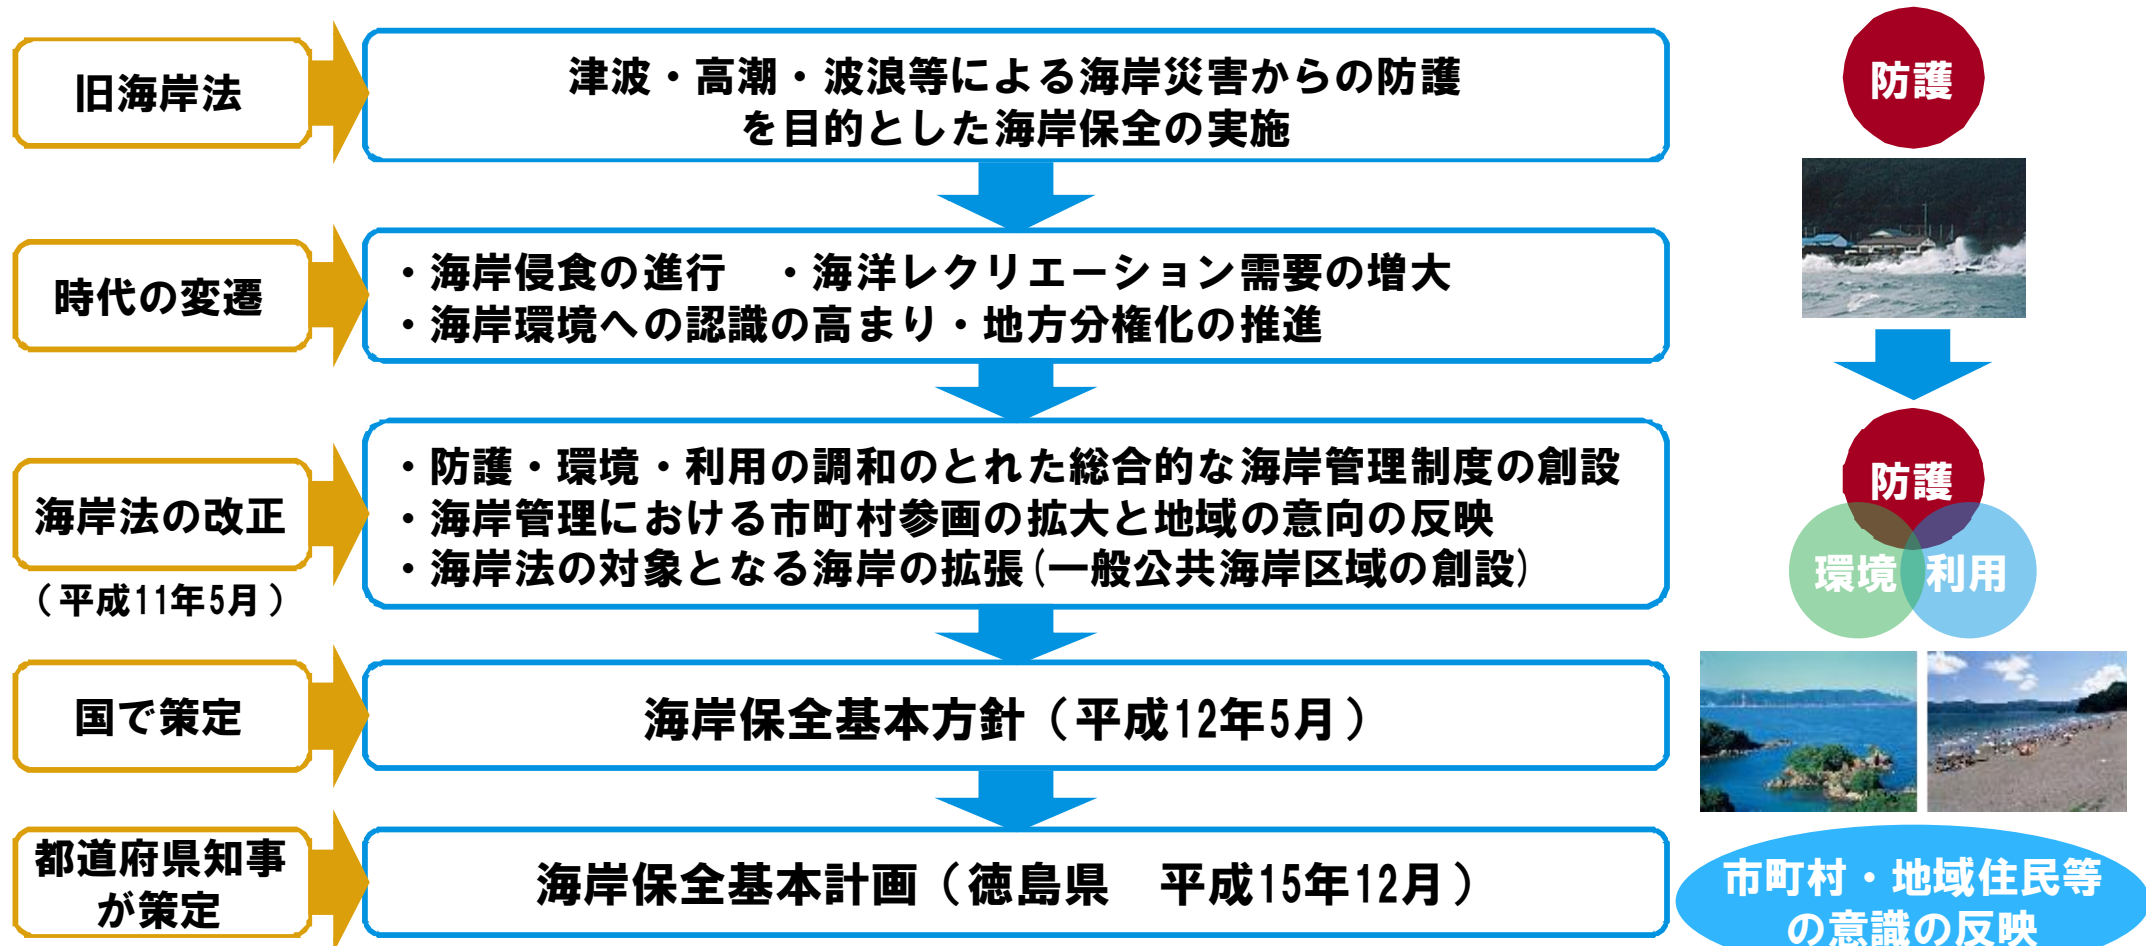 旧海岸法
津波・高潮・波浪等による海岸災害からの防護
を目的とした海岸保全の実施
防護
時代の変遷
・海岸侵食の進行　・海洋レクリエーション需要の増大
・海岸環境への認識の高まり・地方分権化の推進
海岸法の改正
（平成11年5月）
・防護・環境・利用の調和のとれた総合的な海岸管理制度の創設
・海岸管理における市町村参画の拡大と地域の意向の反映
・海岸法の対象となる海岸の拡張(一般公共海岸区域の創設)
防護
環境
利用
国で策定
海岸保全基本方針（平成12年5月）
都道府県知事
が策定
海岸保全基本計画（徳島県　平成15年12月）
市町村・地域住民等
の意識の反映